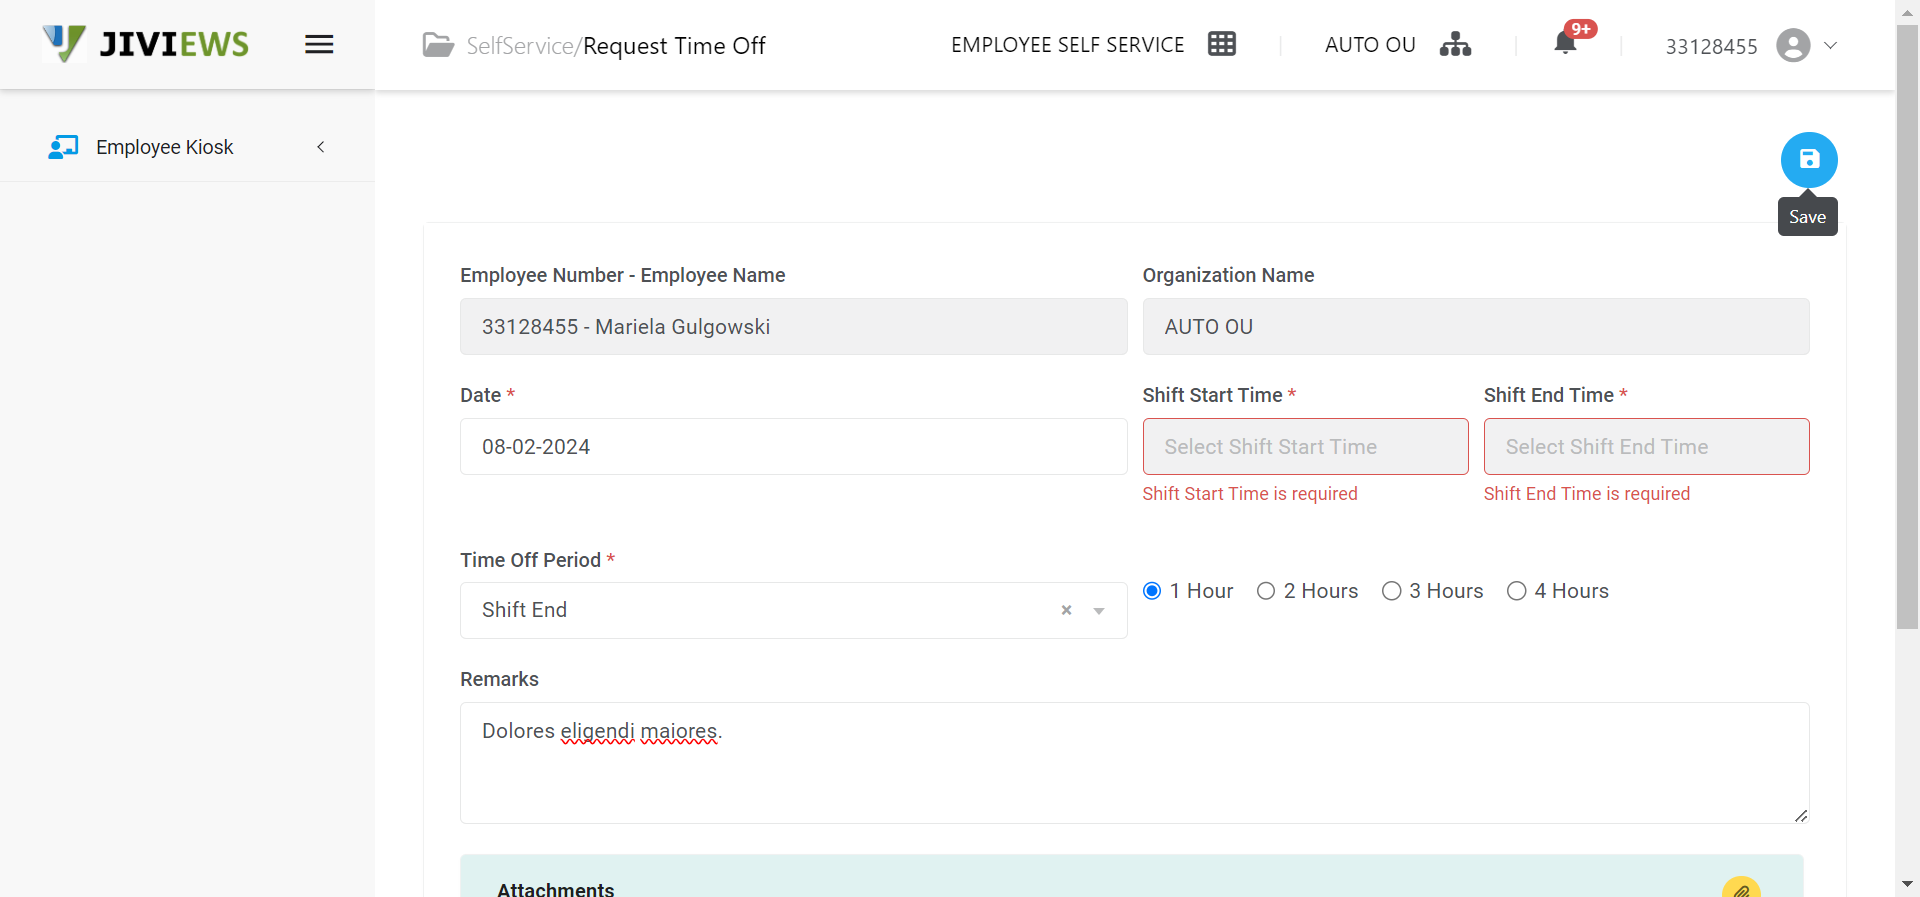 JIVIEWS
SelfService/Request Time Off
EMPLOYEE SELF SERVICE
AUTO OU
9+
33128455
Employee Kiosk
Save
Employee Number - Employee Name
Organization Name
33128455 - Mariela Gulgowski
AUTO OU
Date *
Shift Start Time *
Shift End Time *
08-02-2024
Select Shift Start Time
Select Shift End Time
Shift Start Time is required
Shift End Time is required
Time Off Period *
Shift End
1 Hour
2 Hours
3 Hours
4 Hours
Remarks
Dolores eligendi maiores.
Attachments